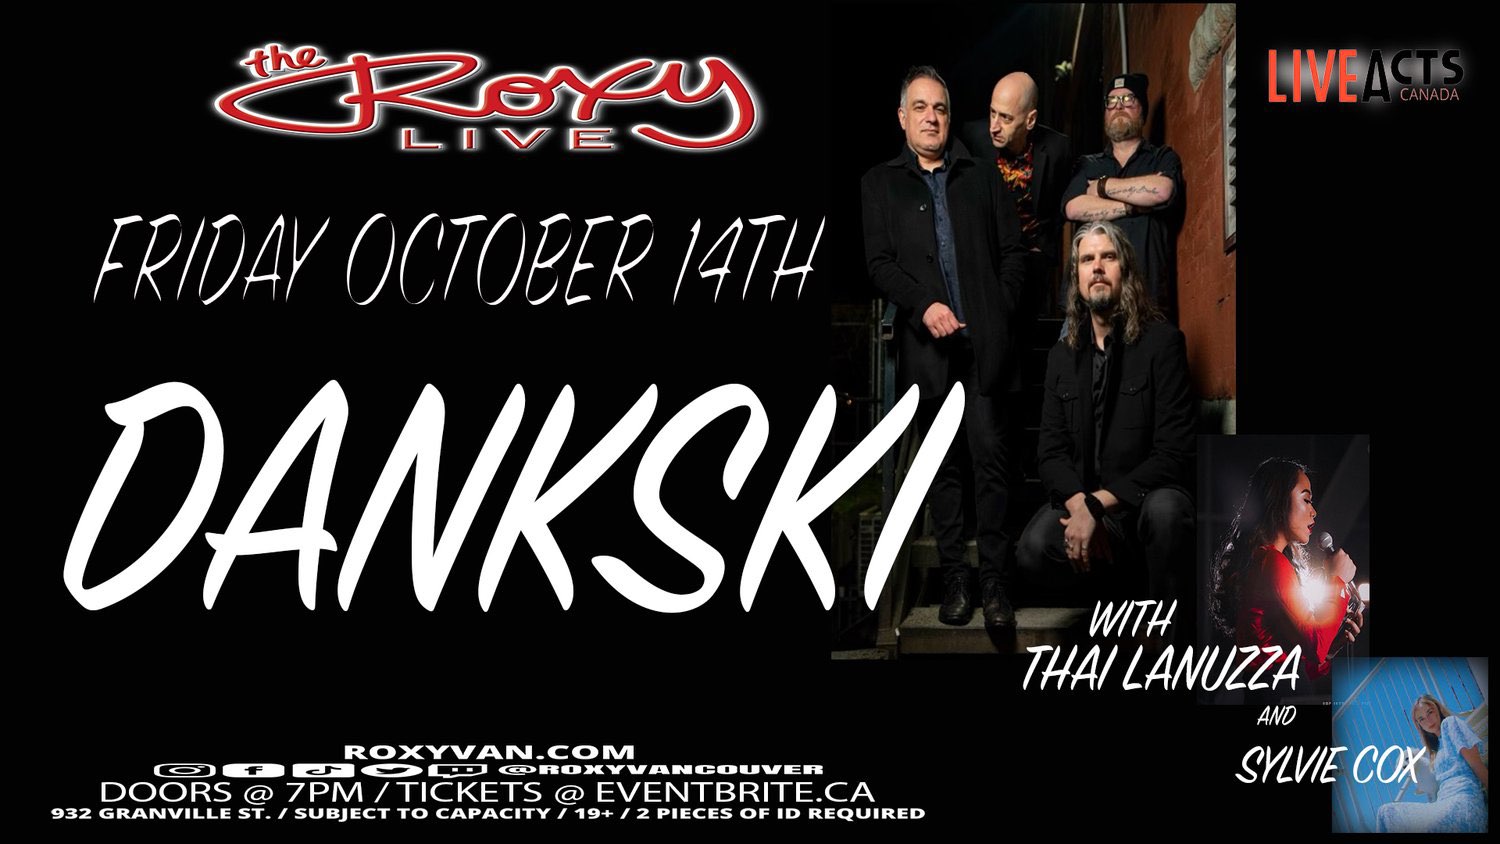 the Roxy
LIVE
LIVEACTS
CANADA
FRIDAY OCTOBER 14TH
DANKSKI
WITH
THAI LANUZZA
AND
SYLVIE COX
ROXYVAN.COM
@ROXYVANCOUVER
DOORS @ 7PM / TICKETS @ EVENTBRITE.CA
932 GRANVILLE ST. / SUBJECT TO CAPACITY / 19+ / 2 PIECES OF ID REQUIRED